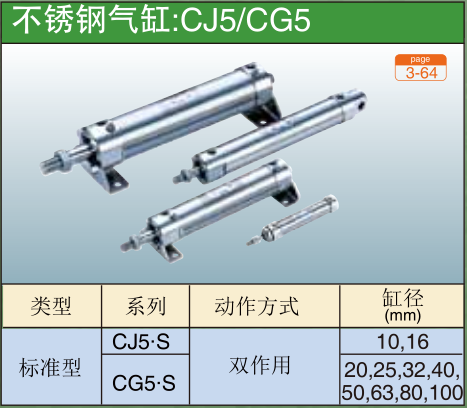 不锈钢气缸:CJ5/CG5
page
3-64
类型 系列 动作方式 缸径
(mm)
标准型 CJ5·S 双作用 10,16
CG5·S 20,25,32,40,
50,63,80,100